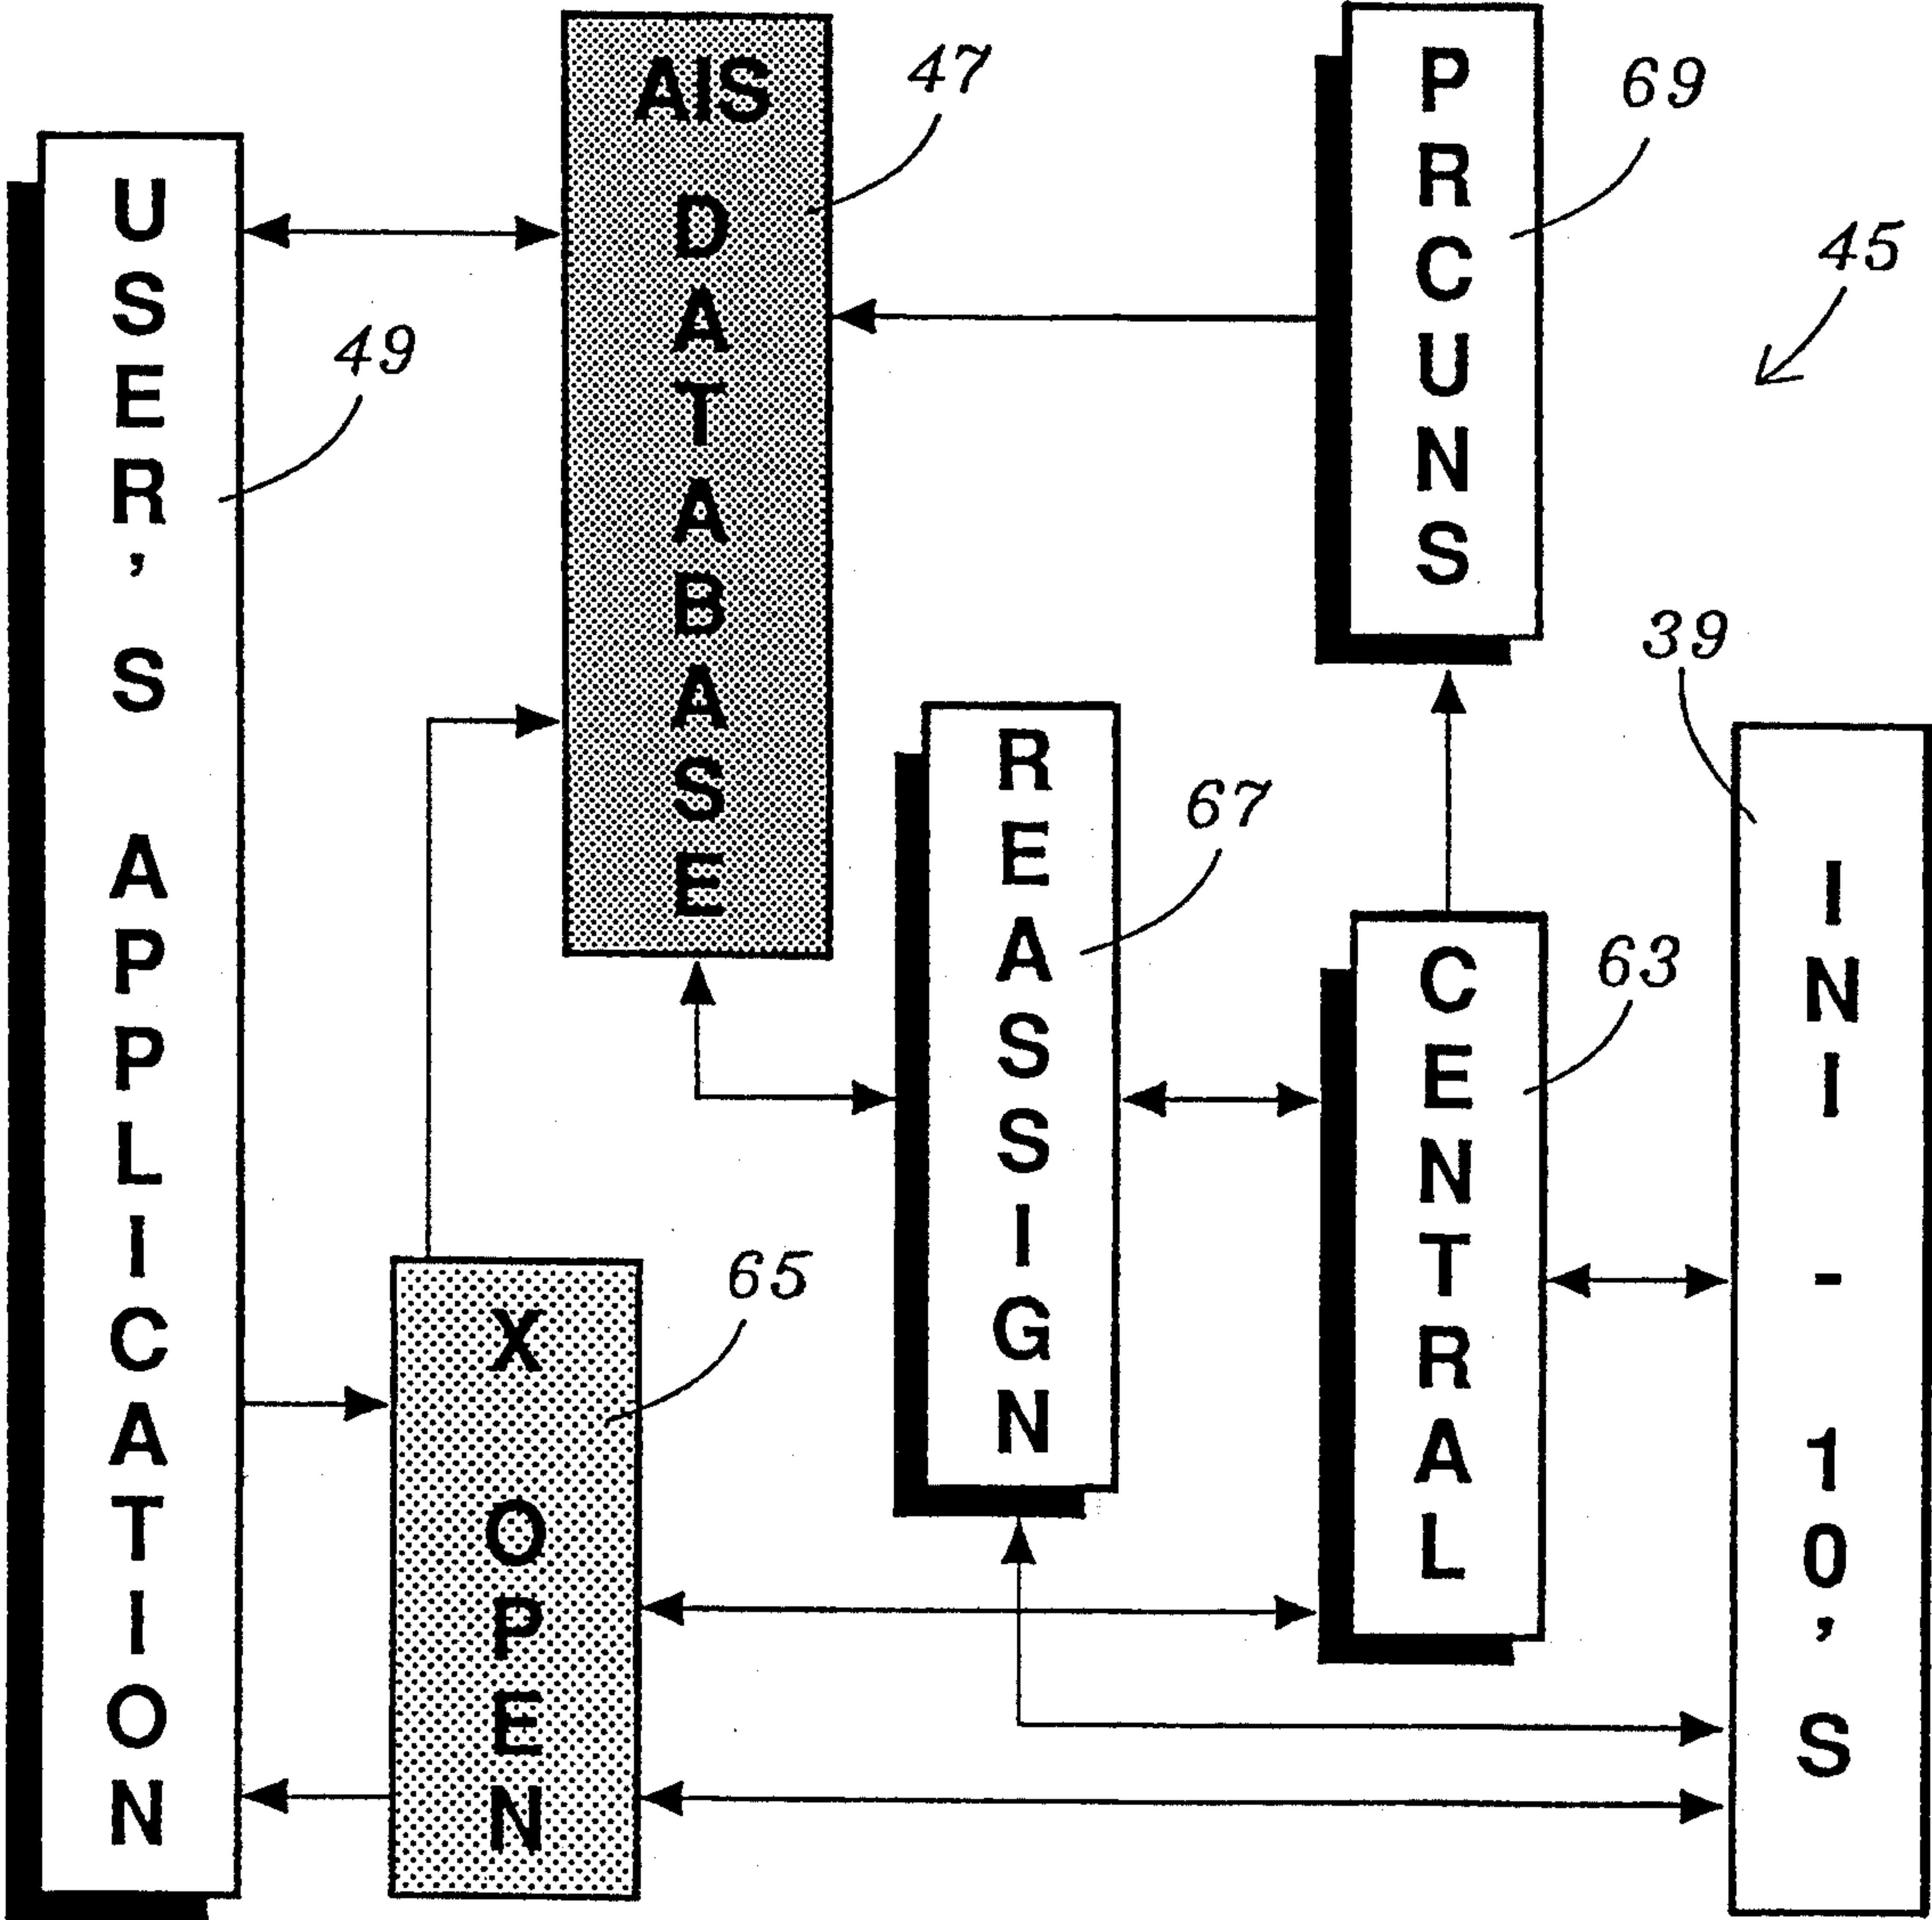 USER'S APPLICATION
49
AIS DATABASE
47
PRCUNS
69
45
39
REASSIGN
67
CENTRAL
63
INI-10'S
X OPEN
65